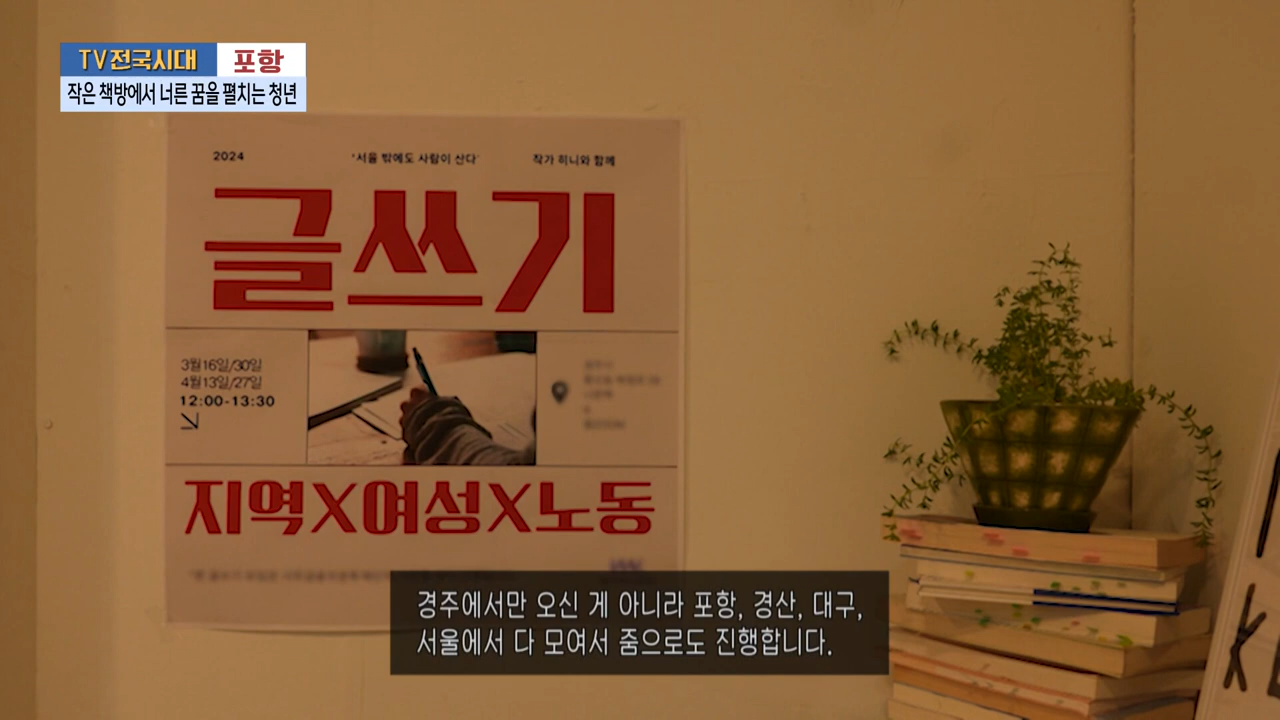 TV전국시대 포항
작은 책방에서 너른 꿈을 펼치는 청년
2024 '서울 밖에도 사람이 산다' 작가 히니와 함께
글쓰기
3월16일/30일
4월13일/27일
12:00-13:30
지역X여성X노동
경주에서만 오신 게 아니라 포항, 경산, 대구,
서울에서 다 모여서 줌으로도 진행합니다.